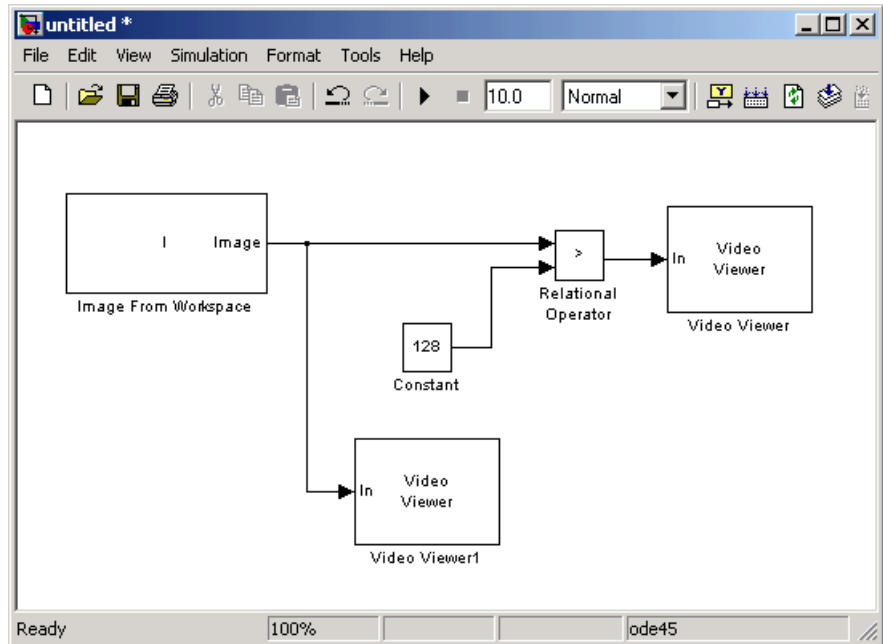 untitled *
File Edit View Simulation Format Tools Help
10.0 Normal
I Image
Image From Workspace
>
Relational
Operator
In Video
Viewer
Video Viewer
128
Constant
In Video
Viewer
Video Viewer1
Ready 100% ode45